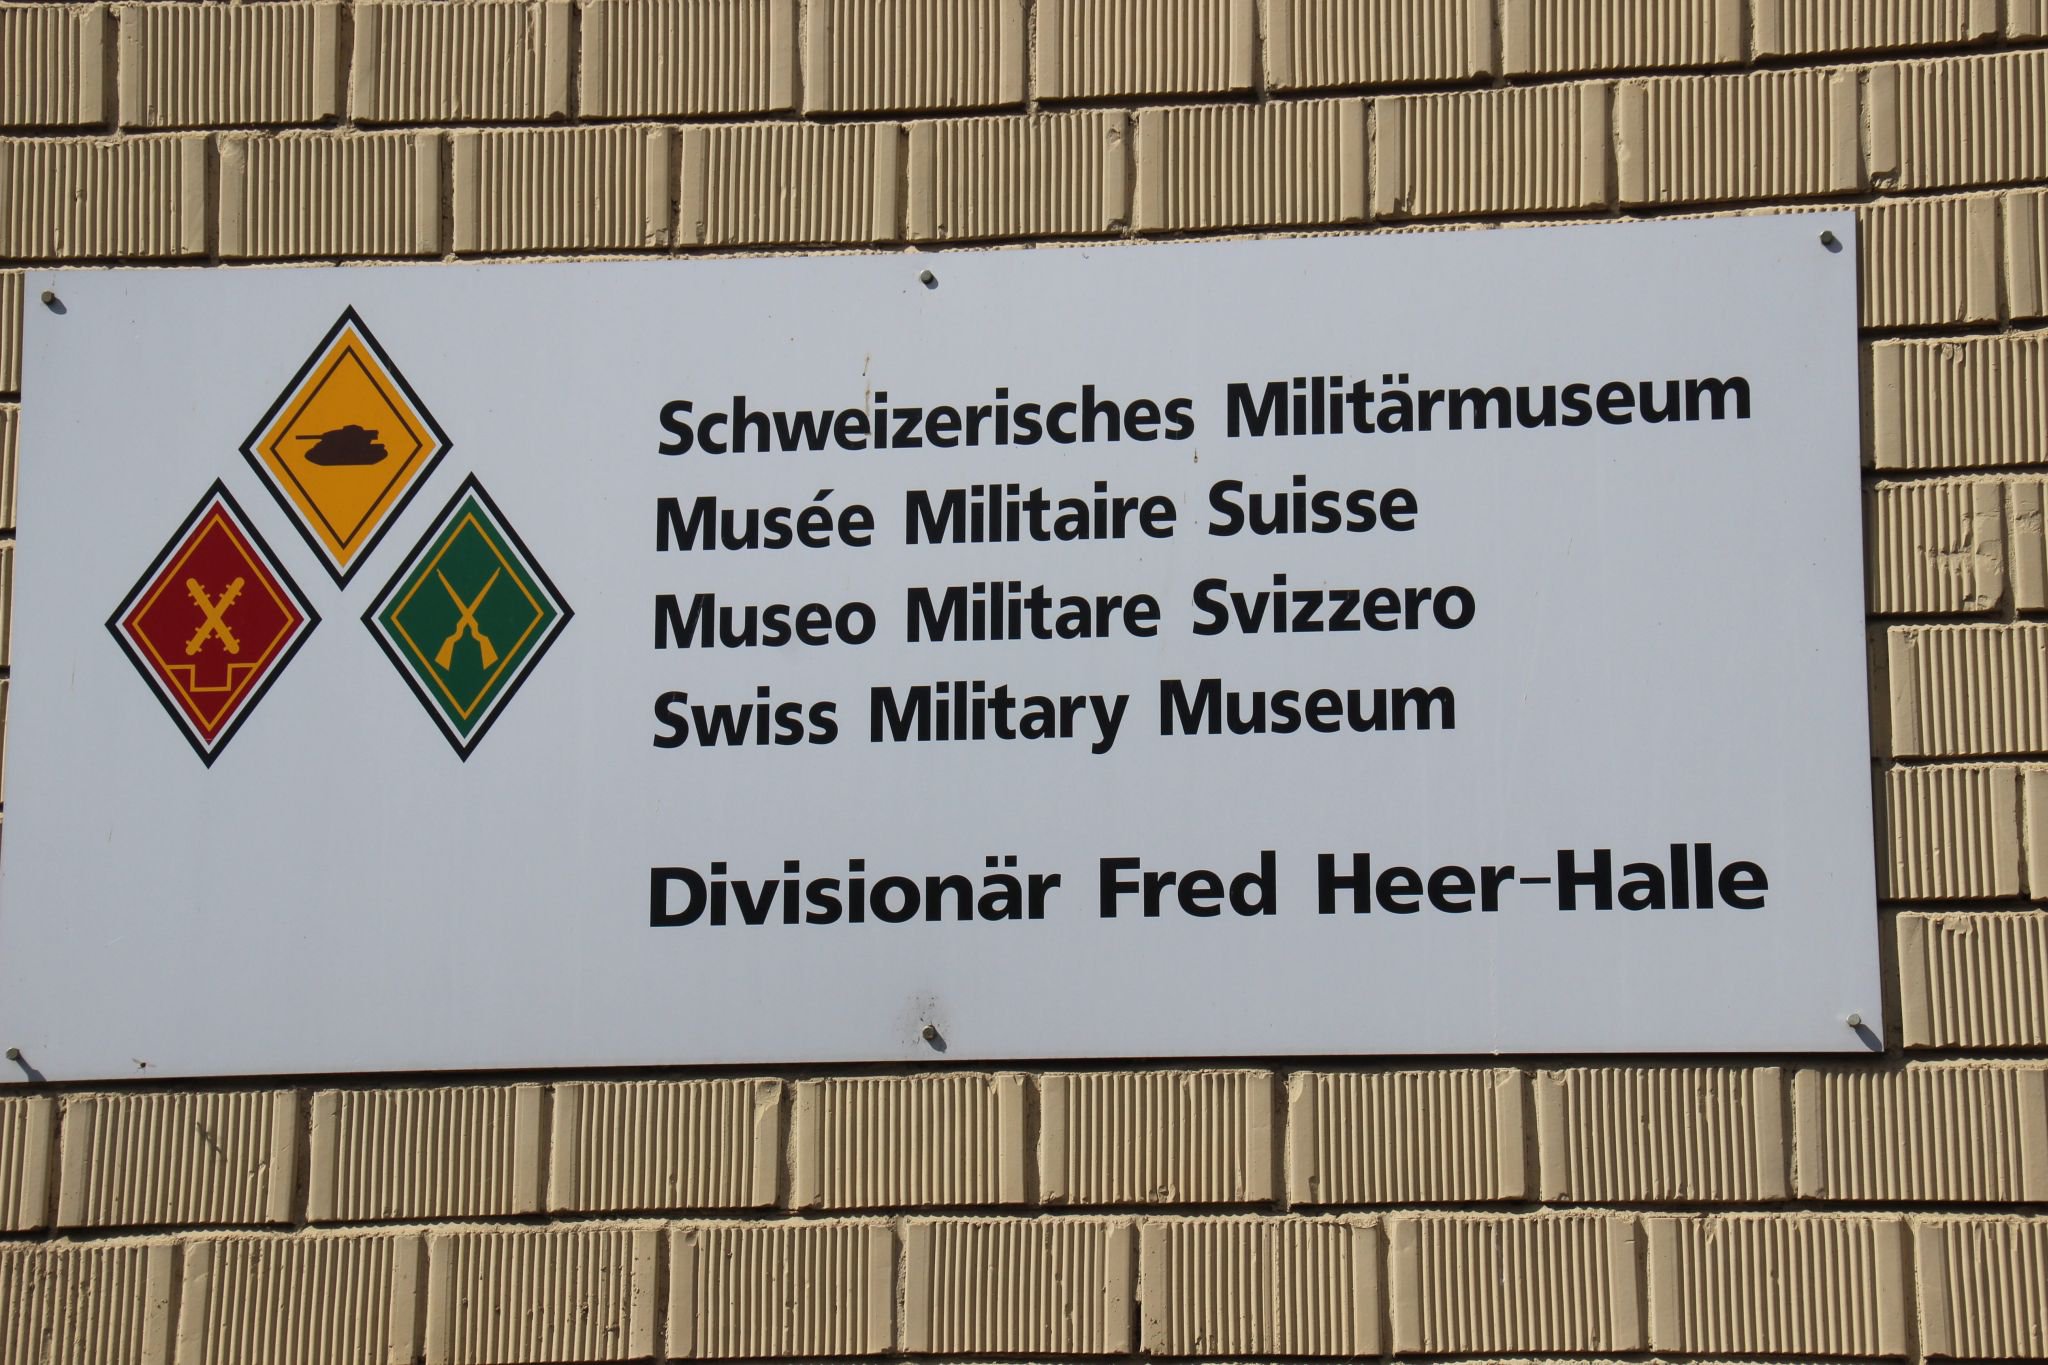 Schweizerisches Militärmuseum
Musée Militaire Suisse
Museo Militare Svizzero
Swiss Military Museum
Divisionär Fred Heer-Halle